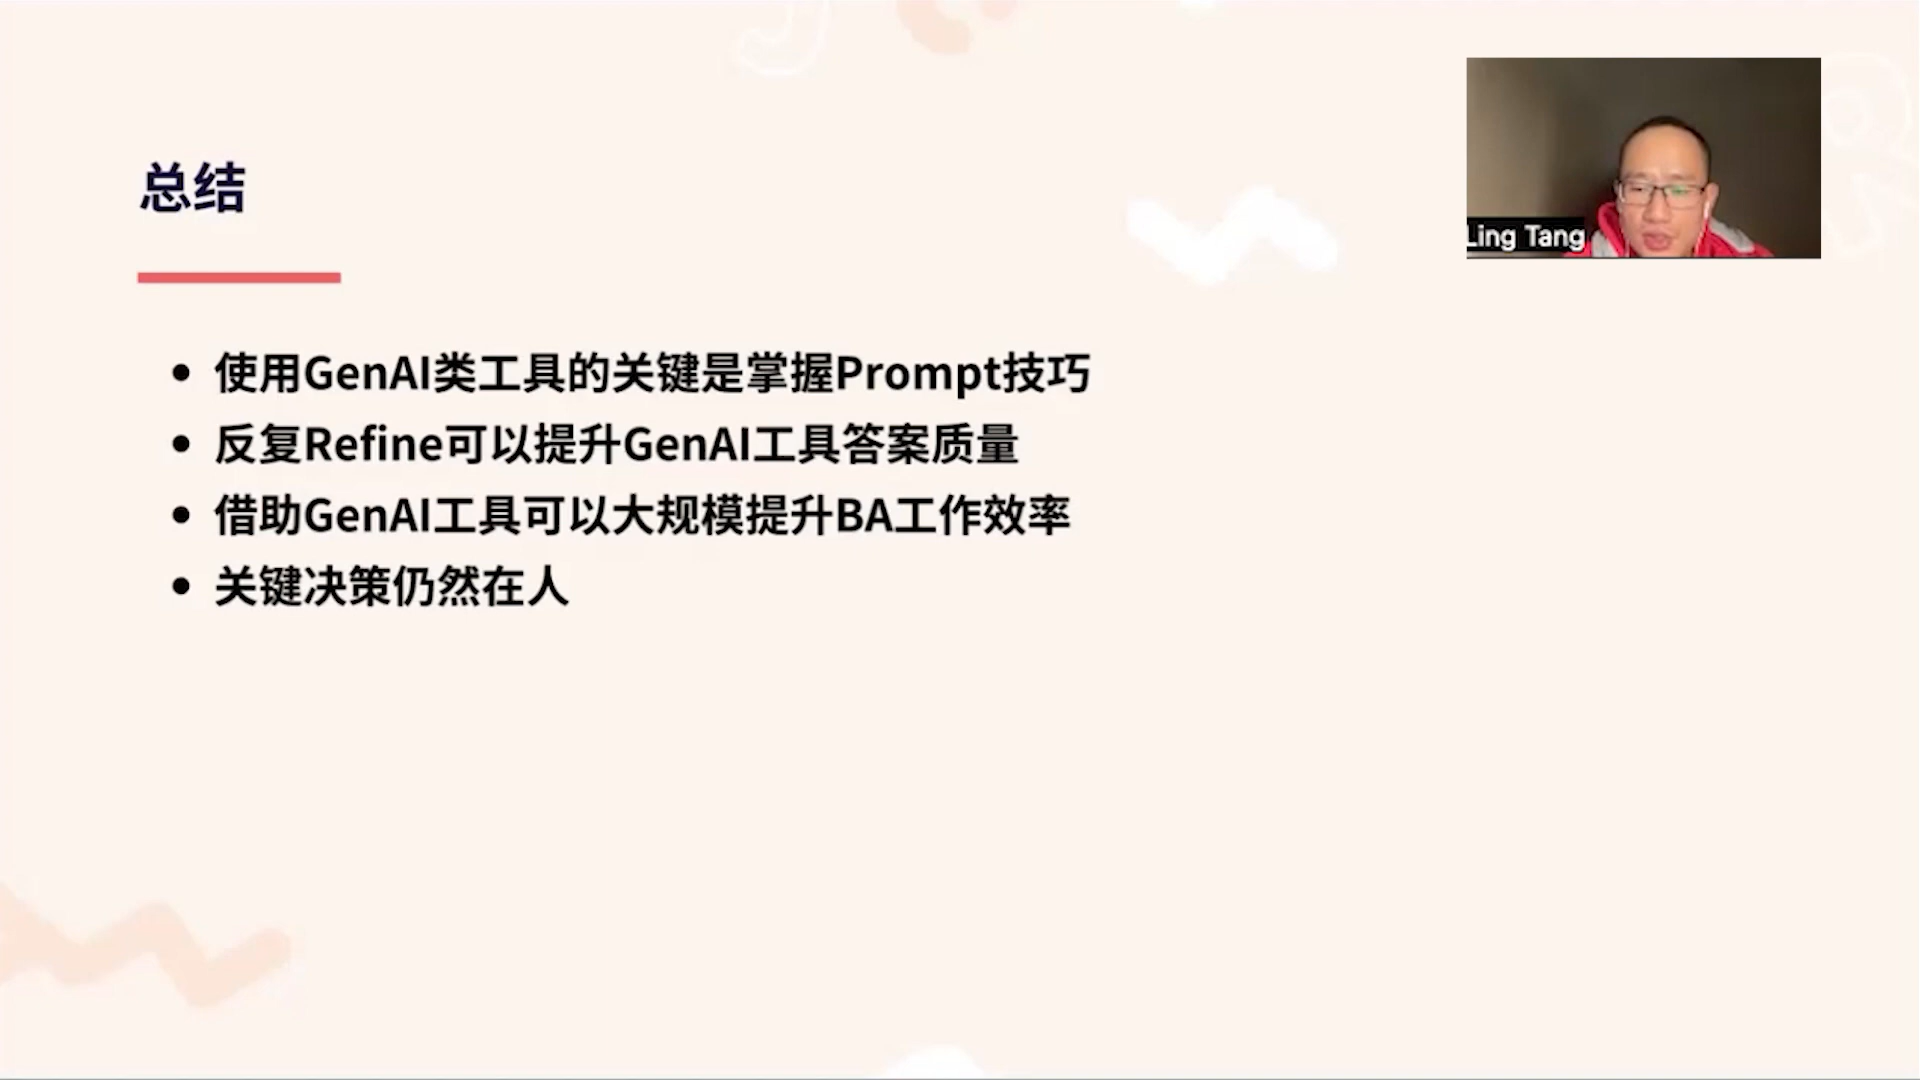 总结
使用GenAI类工具的关键是掌握Prompt技巧
反复Refine可以提升GenAI工具答案质量
借助GenAI工具可以大规模提升BA工作效率
关键决策仍然在人
Ling Tang